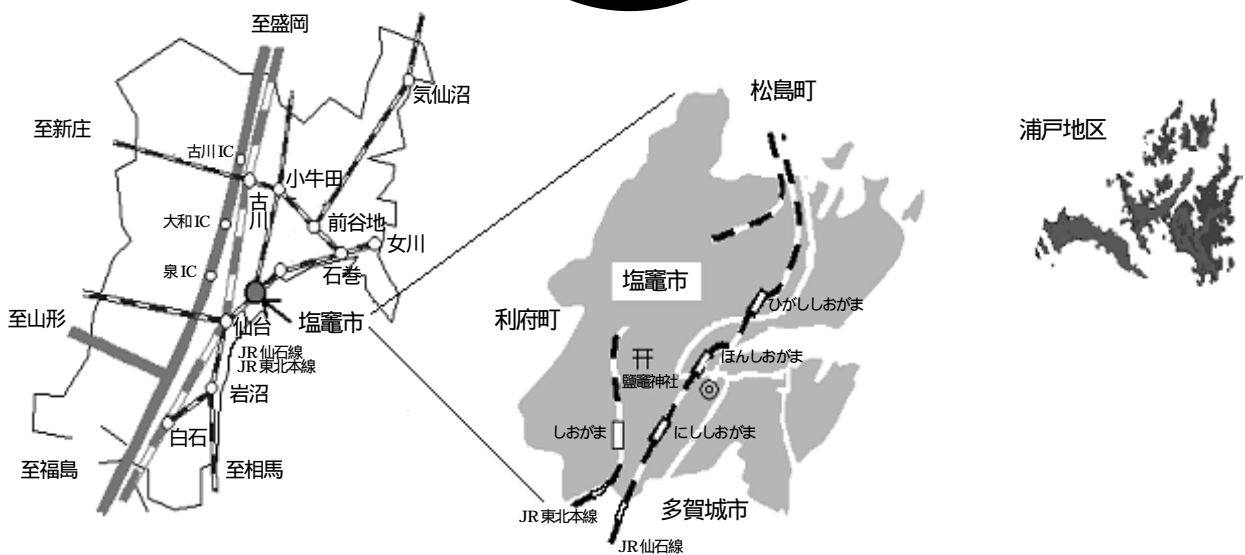 至盛岡
気仙沼
至新庄
古川IC
小牛田
古川
前谷地
大和IC
女川
石巻
泉IC
至山形
仙台
塩竈市
JR仙石線
JR東北本線
岩沼
白石
至福島
至相馬
松島町
浦戸地区
塩竈市
ひがししおがま
利府町
ほんしおがま
鹽竈神社
しおがま
にししおがま
多賀城市
JR東北本線
JR仙石線